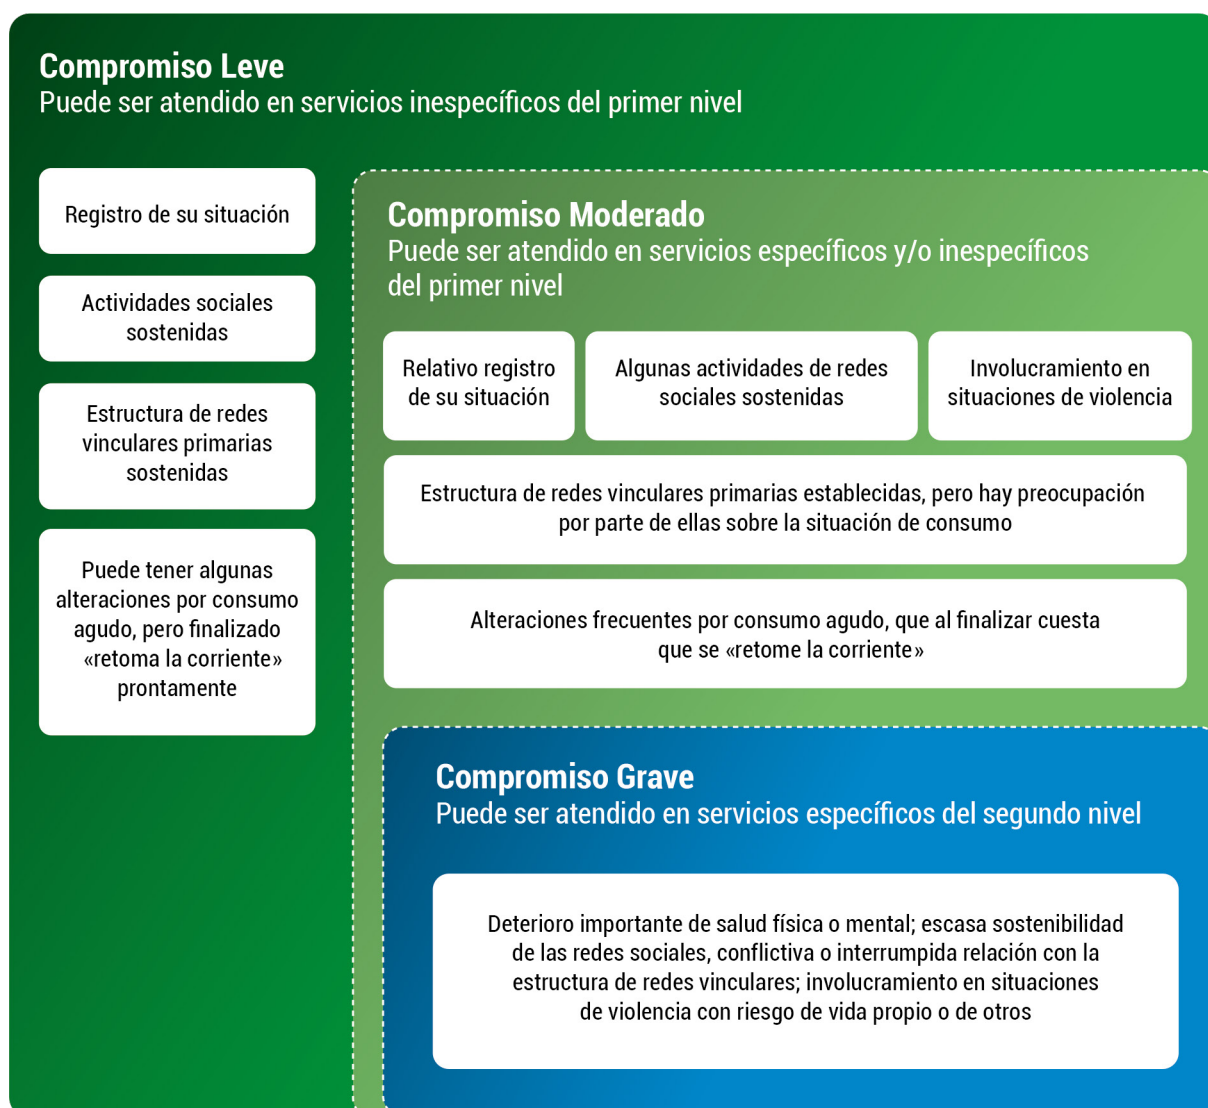 Compromiso Leve
Puede ser atendido en servicios inespecíficos del primer nivel
Registro de su situación
Actividades sociales
sostenidas
Estructura de redes
vinculares primarias
sostenidas
Puede tener algunas
alteraciones por consumo
agudo, pero finalizado
«retoma la corriente»
prontamente
Compromiso Moderado
Puede ser atendido en servicios específicos y/o inespecíficos
del primer nivel
Relativo registro
de su situación
Algunas actividades de redes
sociales sostenidas
Involucramiento en
situaciones de violencia
Estructura de redes vinculares primarias establecidas, pero hay preocupación
por parte de ellas sobre la situación de consumo
Alteraciones frecuentes por consumo agudo, que al finalizar cuesta
que se «retome la corriente»
Compromiso Grave
Puede ser atendido en servicios específicos del segundo nivel
Deterioro importante de salud física o mental; escasa sostenibilidad
de las redes sociales, conflictiva o interrumpida relación con la
estructura de redes vinculares; involucramiento en situaciones
de violencia con riesgo de vida propio o de otros